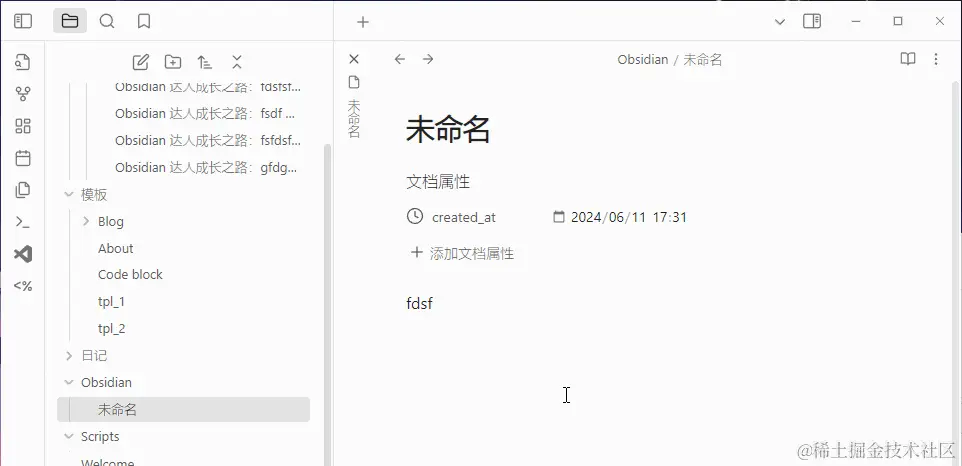 Obsidian 达人成长之路：fdsfsf...
Obsidian 达人成长之路：fsdf ...
Obsidian 达人成长之路：fsfdsf...
Obsidian 达人成长之路：gfdg...
模板
Blog
About
Code block
tpl_1
tpl_2
日记
Obsidian
未命名
Scripts
Welcome
<%
未命名
Obsidian / 未命名
未命名
文档属性
created_at 2024/06/11 17:31
添加文档属性
fdsf
@稀土掘金技术社区